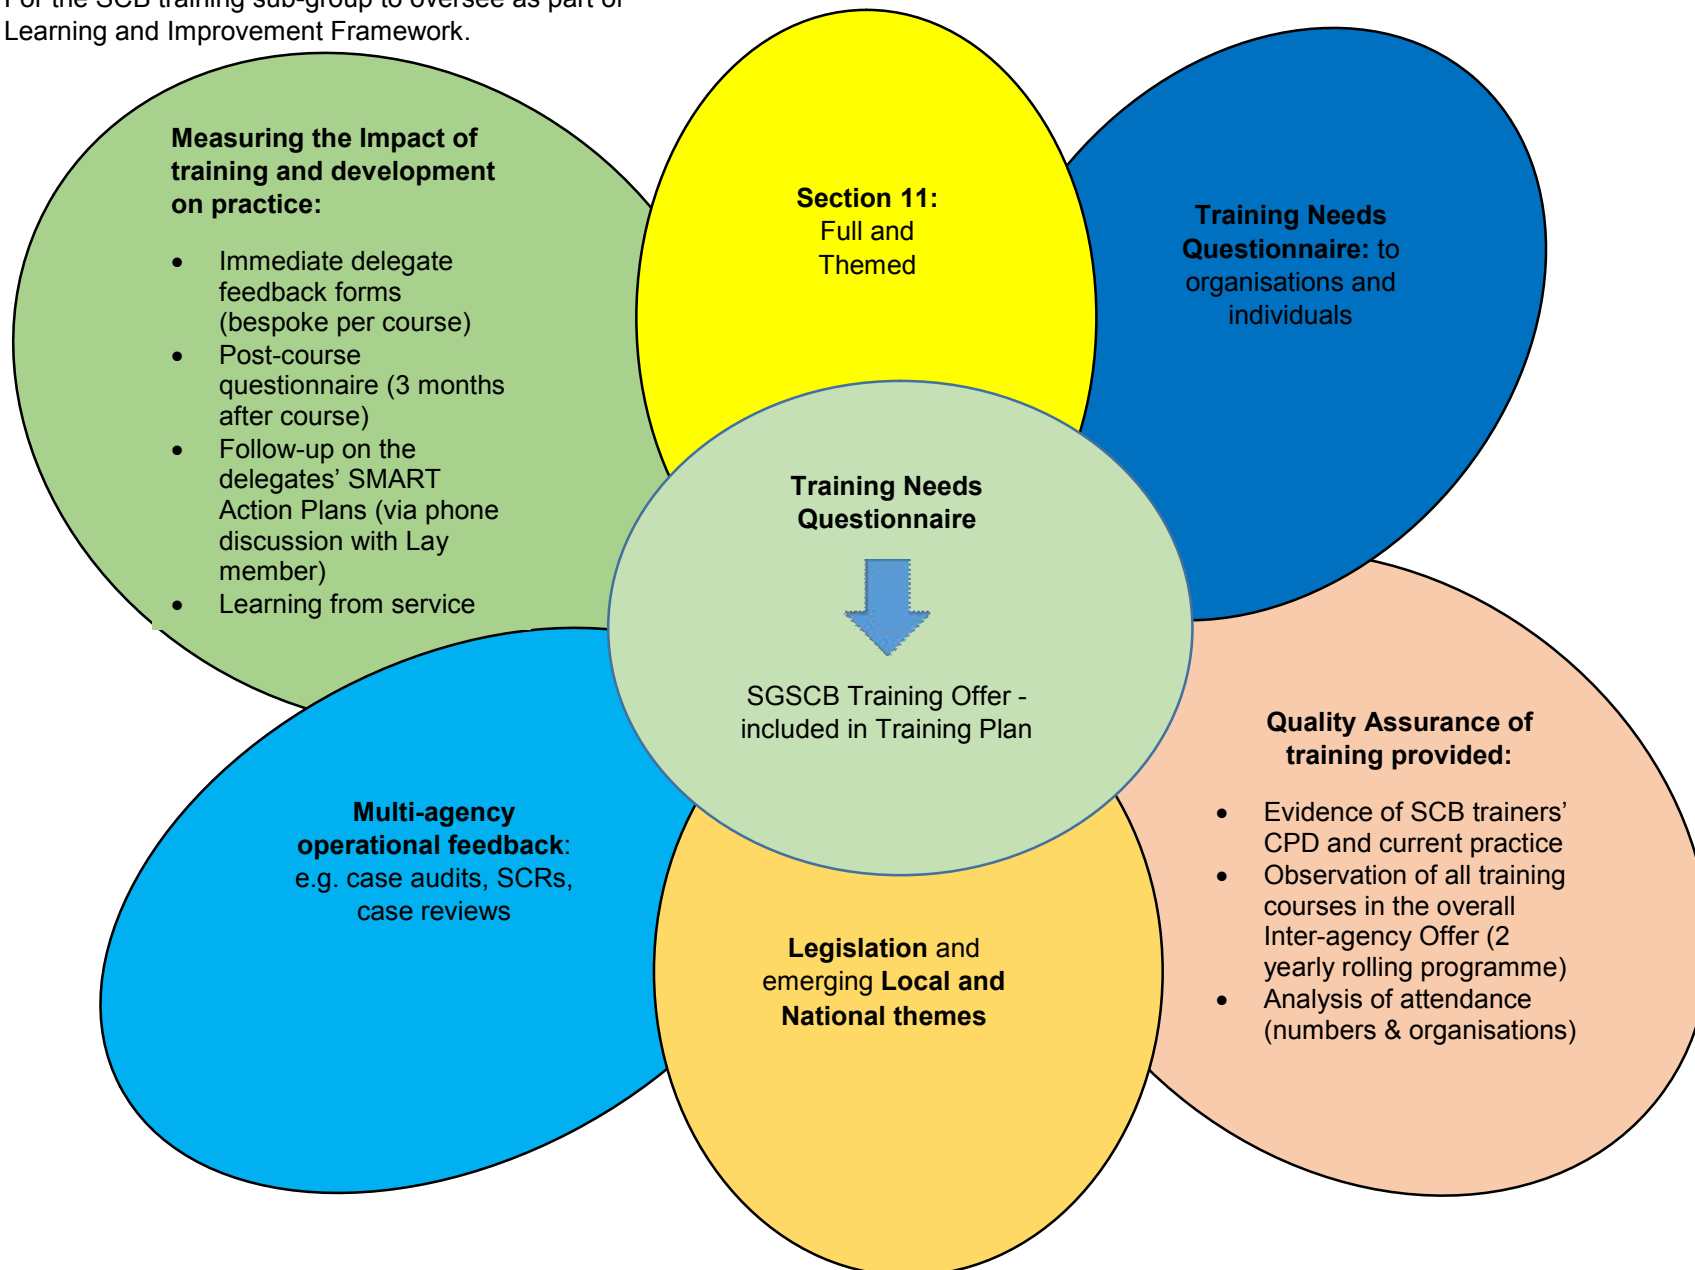 For the SCB training sub-group to oversee as part of
Learning and Improvement Framework.
Measuring the Impact of
training and development
on practice:
• Immediate delegate
feedback forms
(bespoke per course)
• Post-course
questionnaire (3 months
after course)
• Follow-up on the
delegates’ SMART
Action Plans (via phone
discussion with Lay
member)
• Learning from service
Section 11:
Full and
Themed
Training Needs
Questionnaire: to
organisations and
individuals
Training Needs
Questionnaire
SGSCB Training Offer -
included in Training Plan
Multi-agency
operational feedback:
e.g. case audits, SCRs,
case reviews
Legislation and
emerging Local and
National themes
Quality Assurance of
training provided:
• Evidence of SCB trainers’
CPD and current practice
• Observation of all training
courses in the overall
Inter-agency Offer (2
yearly rolling programme)
• Analysis of attendance
(numbers & organisations)